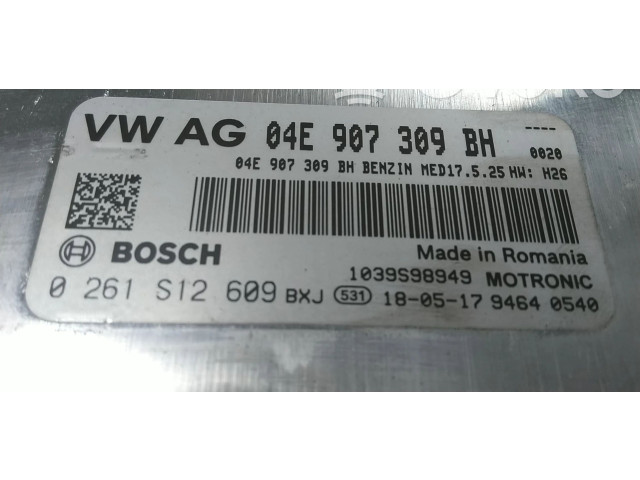 VW AG 04E 907 309 BH ----
0020
04E 907 309 BH BENZIN MED17.5.25 HW: H26
BOSCH
Made in Romania
1039S98949 MOTRONIC
0 261 S12 609 BXJ 531 18-05-17 9464 0540